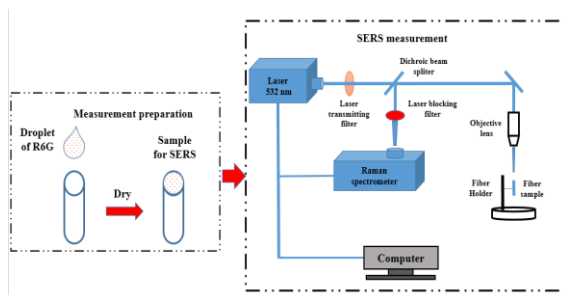 SERS measurement
Dichroic beam
spliter
Laser
532 nm
Laser
transmitting
filter
Laser blocking
filter
Objective
lens
Raman
spectrometer
Fiber
Holder
Fiber
sample
Computer
Measurement preparation
Droplet
of R6G
Sample
for SERS
Dry